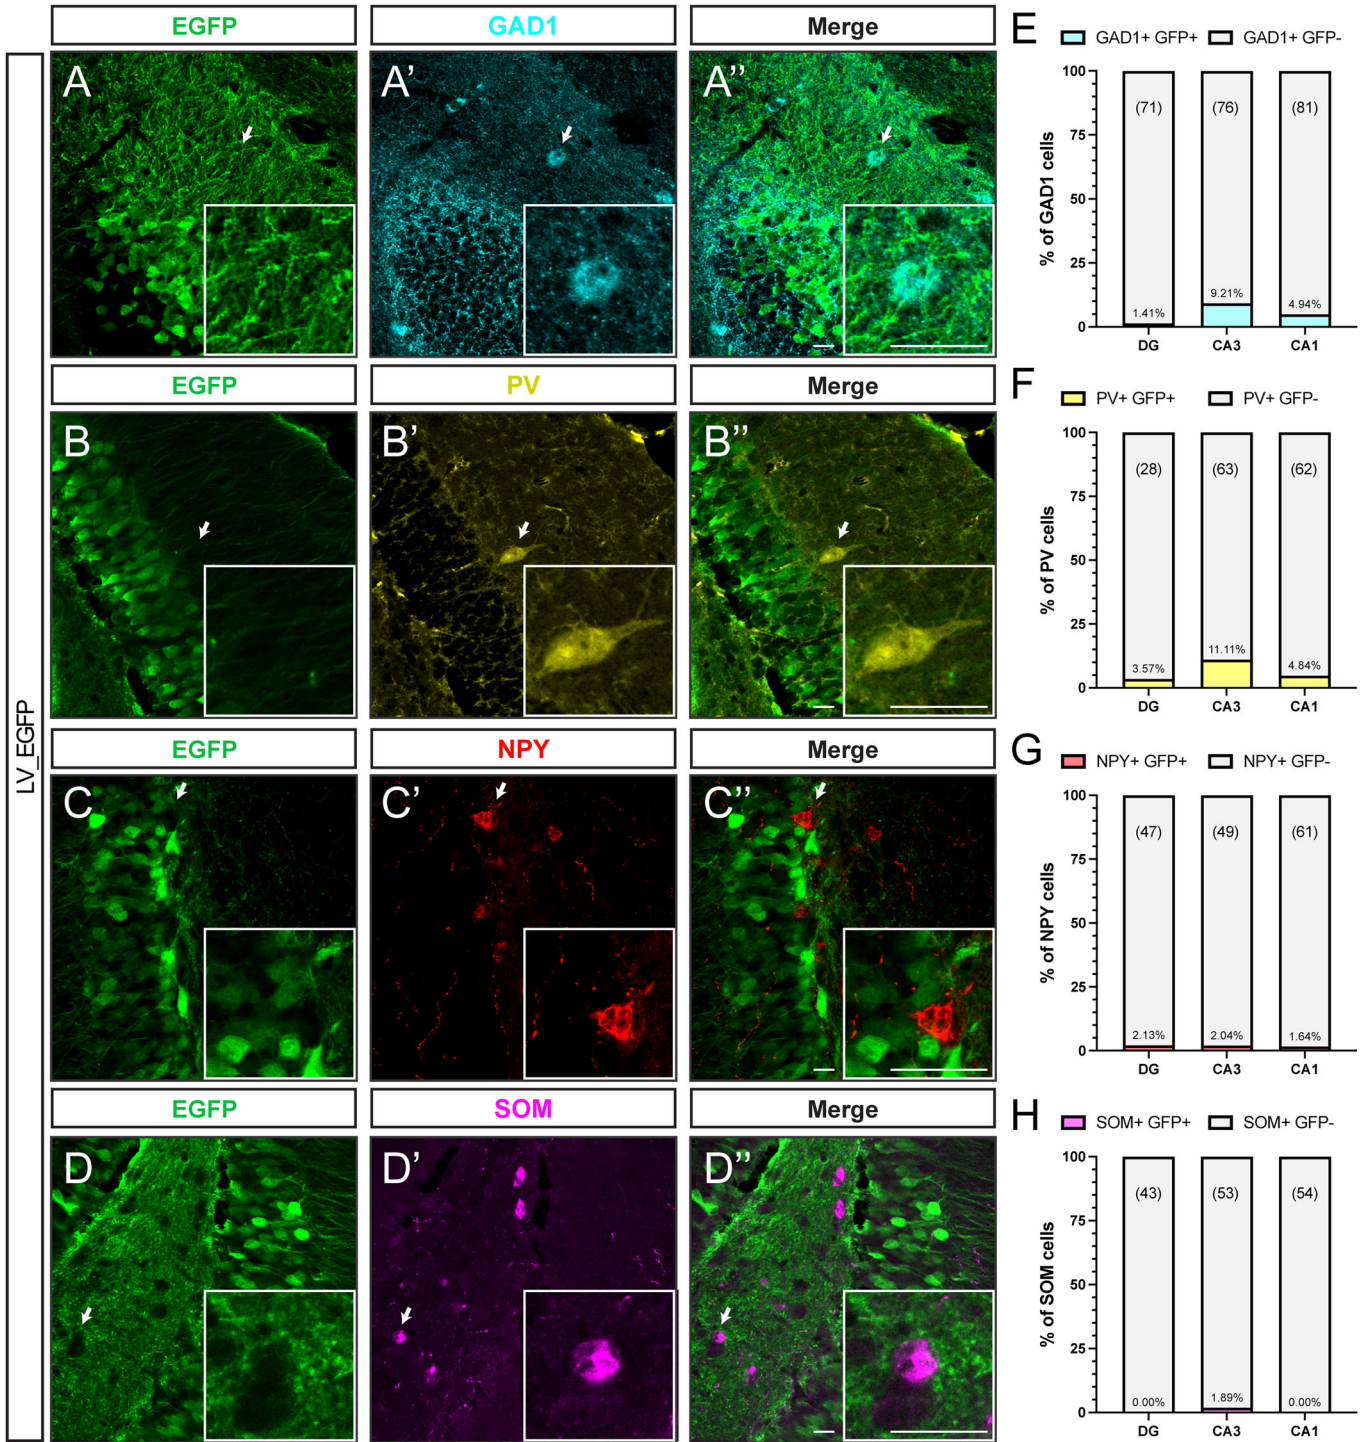 LV_EGFP
EGFP GAD1 Merge
A A' A''
EGFP PV Merge
B B' B''
EGFP NPY Merge
C C' C''
EGFP SOM Merge
D D' D''
E
GAD1+ GFP+ GAD1+ GFP-
% of GAD1 cells
100
75
50
25
0
(71) (76) (81)
1.41% 9.21% 4.94%
DG CA3 CA1
F
PV+ GFP+ PV+ GFP-
% of PV cells
100
75
50
25
0
(28) (63) (62)
3.57% 11.11% 4.84%
DG CA3 CA1
G
NPY+ GFP+ NPY+ GFP-
% of NPY cells
100
75
50
25
0
(47) (49) (61)
2.13% 2.04% 1.64%
DG CA3 CA1
H
SOM+ GFP+ SOM+ GFP-
% of SOM cells
100
75
50
25
0
(43) (53) (54)
0.00% 1.89% 0.00%
DG CA3 CA1